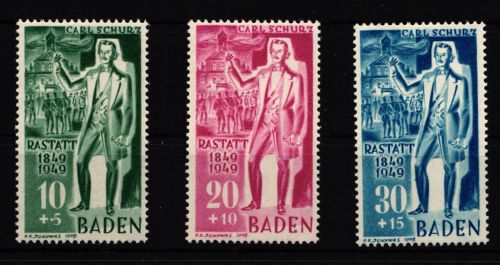 CARL SCHURZ
RASTATT
1849
1949
10
+5
BADEN
CARL SCHURZ
RASTATT
1849
1949
20
+10
BADEN
CARL SCHURZ
RASTATT
1849
1949
30
+15
BADEN